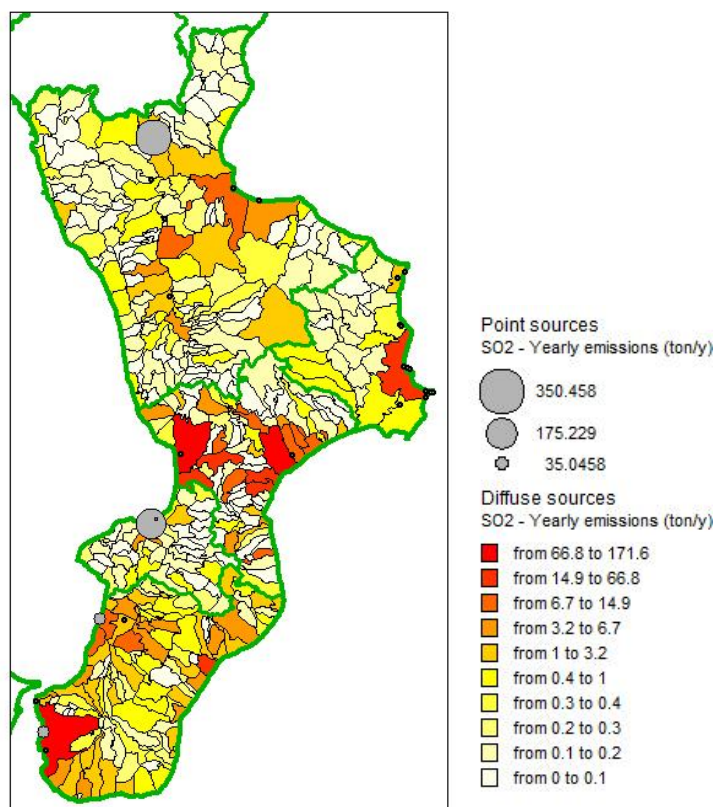 Point sources
SO2 - Yearly emissions (ton/y)
350.458
175.229
35.0458
Diffuse sources
SO2 - Yearly emissions (ton/y)
from 66.8 to 171.6
from 14.9 to 66.8
from 6.7 to 14.9
from 3.2 to 6.7
from 1 to 3.2
from 0.4 to 1
from 0.3 to 0.4
from 0.2 to 0.3
from 0.1 to 0.2
from 0 to 0.1